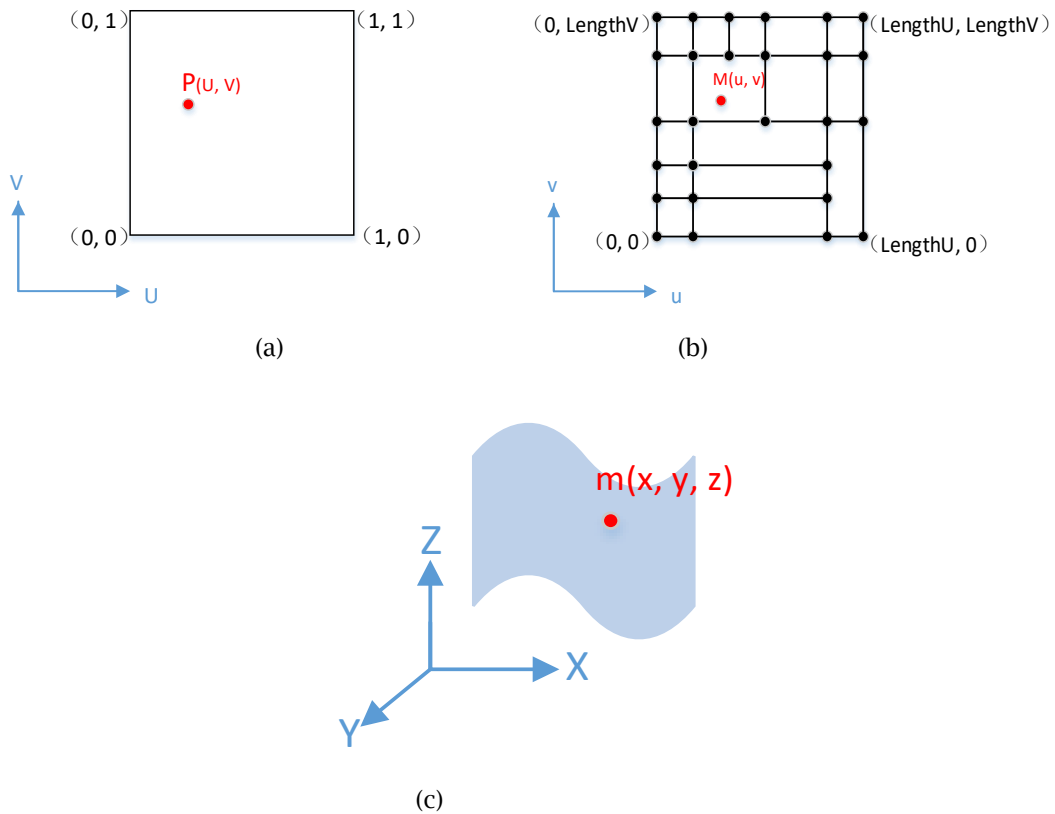 (0, 1)
(1, 1)
P(U, V)
V
(0, 0)
(1, 0)
U
(a)
(0, LengthV)
(LengthU, LengthV)
M(u, v)
v
(0, 0)
(LengthU, 0)
u
(b)
m(x, y, z)
Z
X
Y
(c)